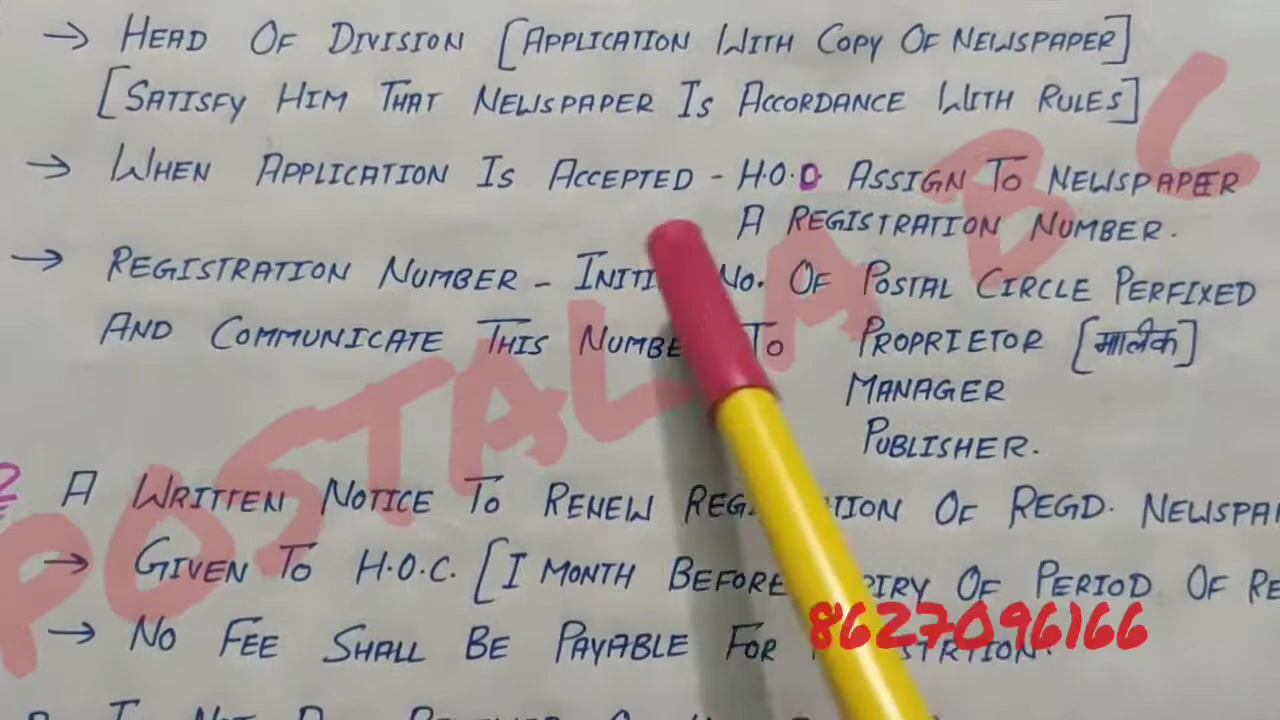 → HEAD OF DIVISION [APPLICATION WITH COPY OF NEWSPAPER]
[SATISFY HIM THAT NEWSPAPER IS ACCORDANCE WITH RULES]
→ WHEN APPLICATION IS ACCEPTED - H.O.D ASSIGN TO NEWSPAPER
A REGISTRATION NUMBER.
→ REGISTRATION NUMBER - NO. OF POSTAL CIRCLE PERFIXED
AND COMMUNICATE THIS TO PROPRIETOR [मालिक]
MANAGER
PUBLISHER.
? A WRITTEN NOTICE TO RENEW OF REGD.
→ GIVEN TO H.O.C. [1 MONTH BEFORE OF PERIOD OF
→ NO FEE SHALL BE PAYABLE FOR
8627096166
POSTAL ABC